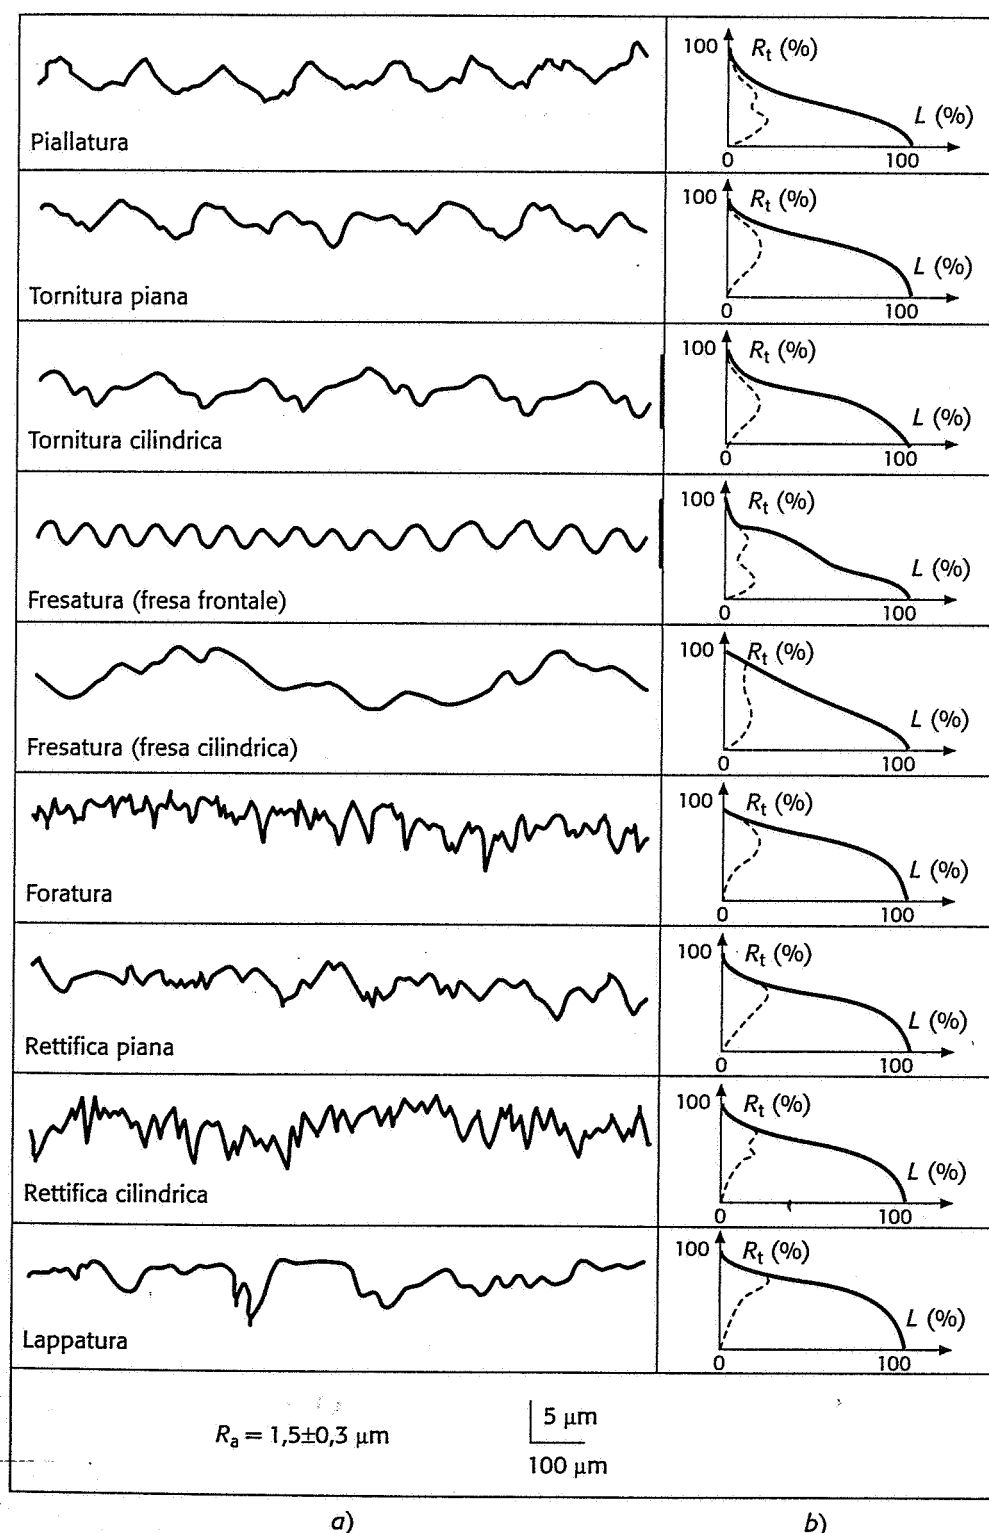 100
Rt (%)
L (%)
Piallatura
0
100
100
Rt (%)
L (%)
Tornitura piana
0
100
100
Rt (%)
L (%)
Tornitura cilindrica
0
100
100
Rt (%)
L (%)
Fresatura (fresa frontale)
0
100
100
Rt (%)
L (%)
Fresatura (fresa cilindrica)
0
100
100
Rt (%)
L (%)
Foratura
0
100
100
Rt (%)
L (%)
Rettifica piana
0
100
100
Rt (%)
L (%)
Rettifica cilindrica
0
100
100
Rt (%)
L (%)
Lappatura
0
100
Ra = 1,5±0,3 µm
5 µm
100 µm
a)
b)